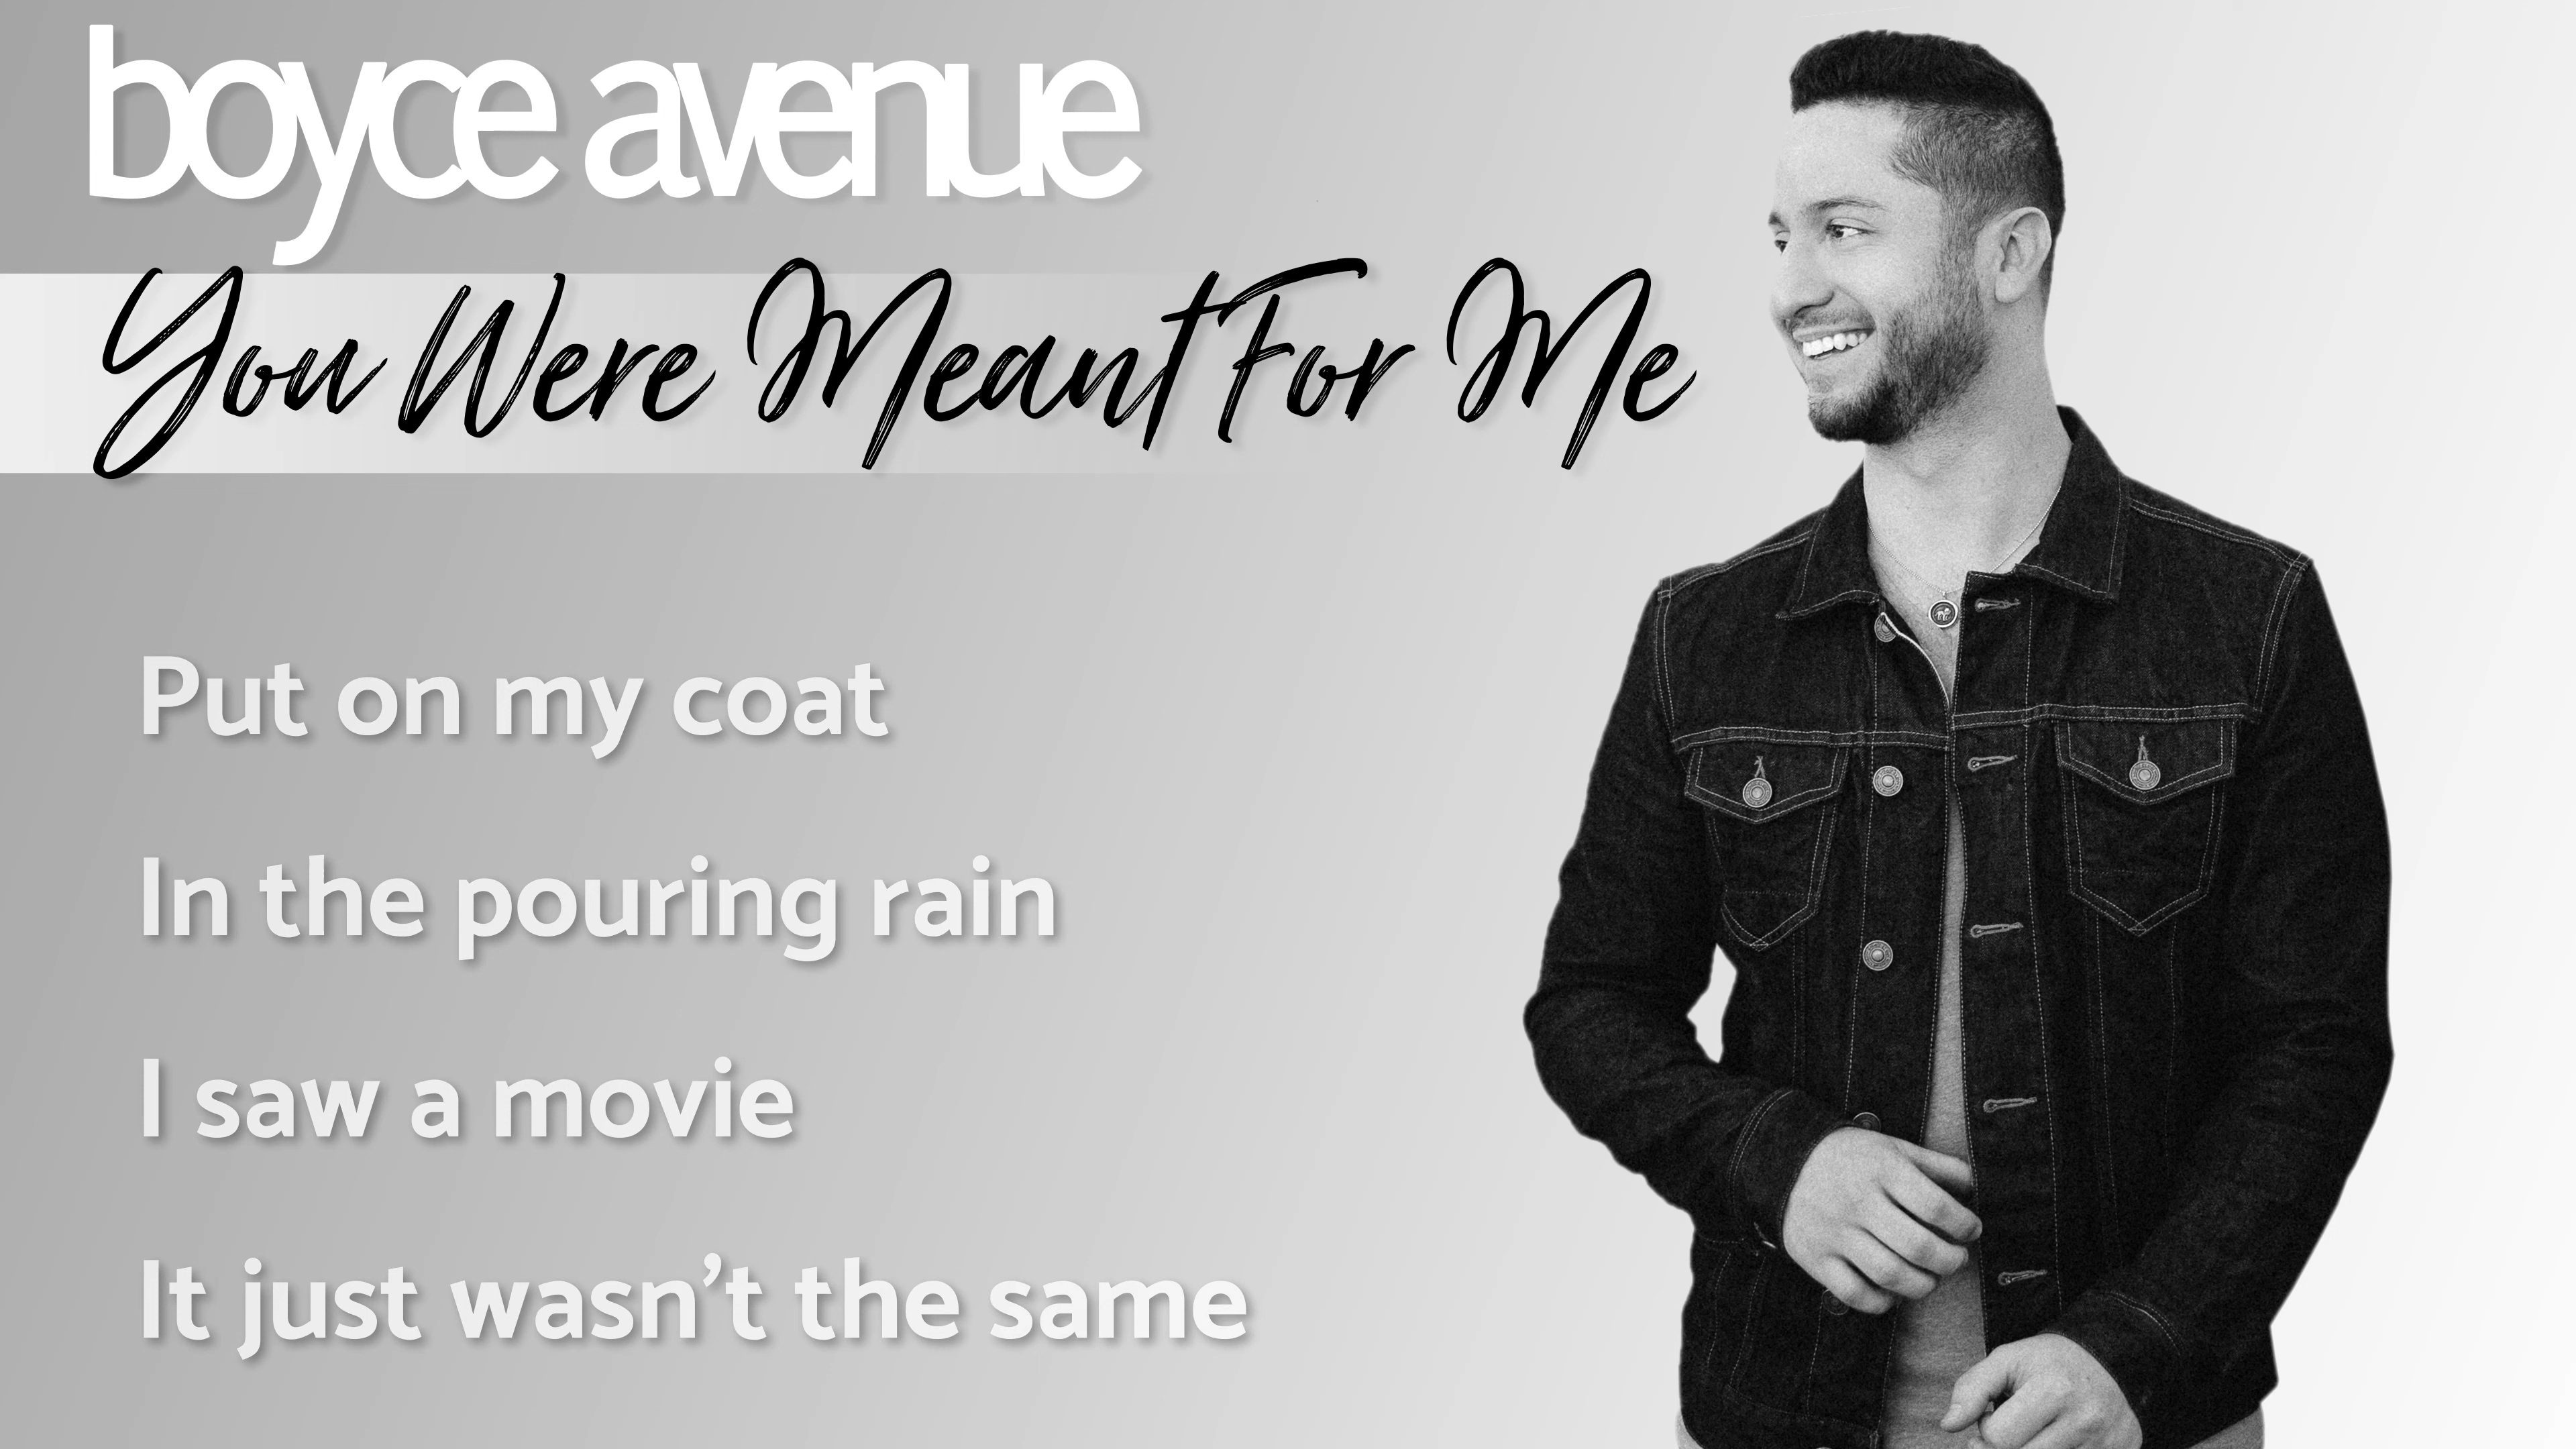 boyce avenue
You Were Meant For Me
Put on my coat
In the pouring rain
I saw a movie
It just wasn’t the same